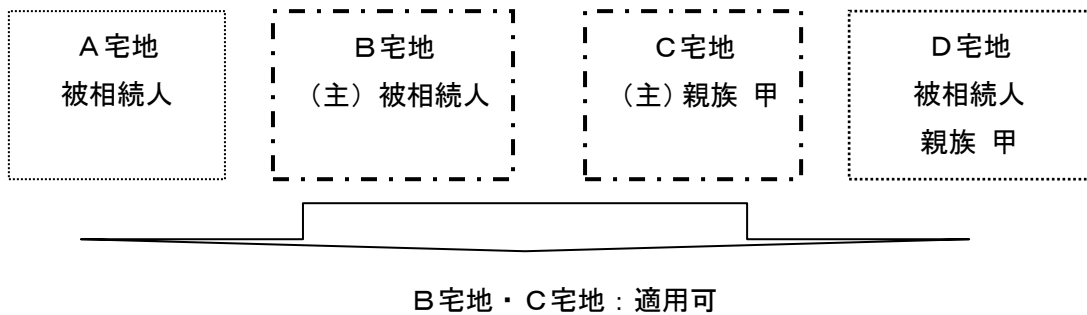 A宅地
被相続人
B宅地
（主）被相続人
C宅地
（主）親族 甲
D宅地
被相続人
親族 甲
B宅地・C宅地：適用可